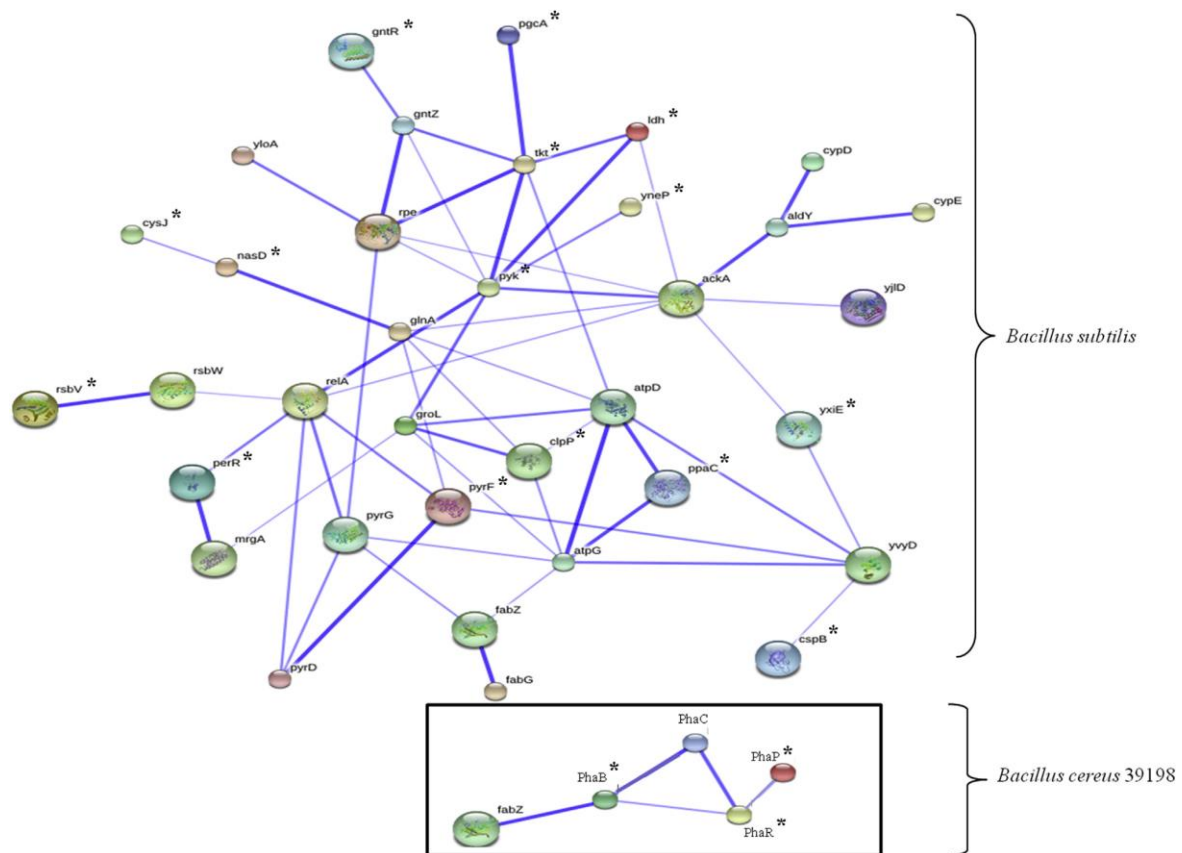 gntR *
pgcA *
gntZ
ldh *
yloA
tkt *
cypD
yneP *
cypE
rpe
aldY
cysJ *
nasD *
pyk *
ackA
yjlD
glnA
Bacillus subtilis
rsbV *
rsbW
relA
atpD
groL
yxiE *
clpP *
perR *
ppaC *
pyrF *
mrgA
pyrG
atpG
yvyD
fabZ
cspB *
pyrD
fabG
PhaC
PhaP *
PhaB *
Bacillus cereus 39198
fabZ
PhaR *